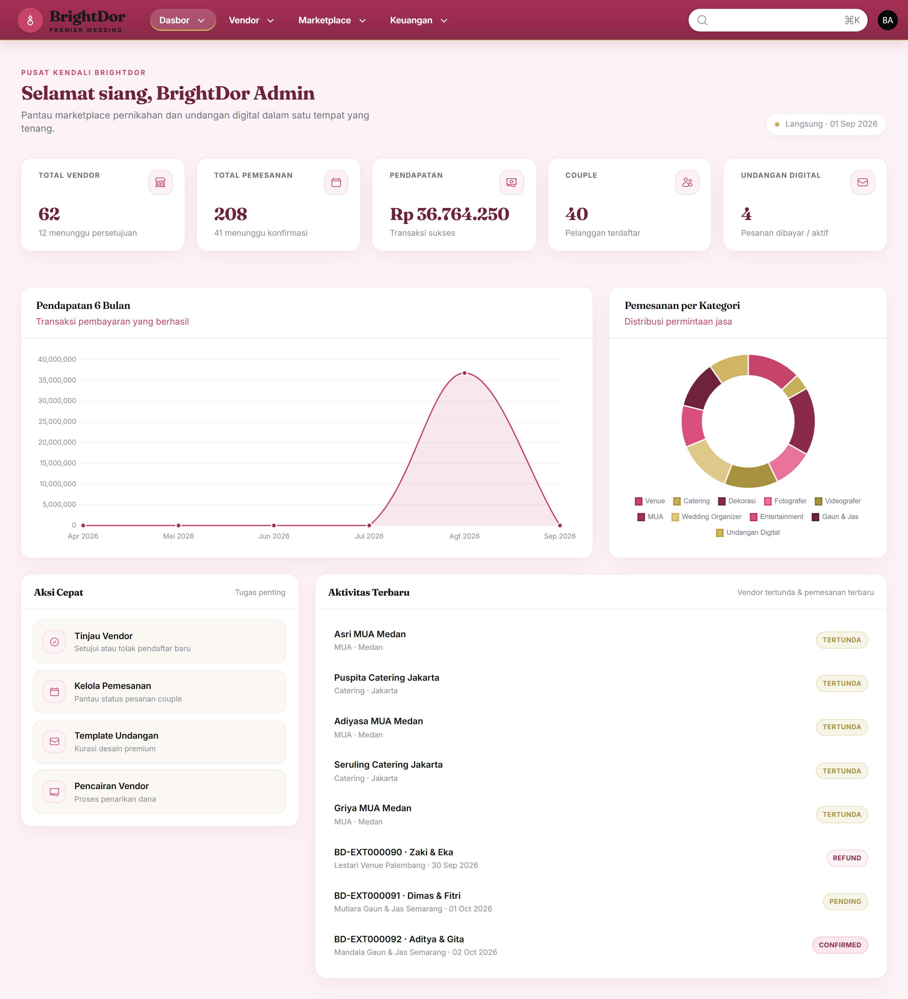 BrightDor
PREMIER WEDDING
Dasbor
Vendor
Marketplace
Keuangan
⌘K
BA
PUSAT KENDALI BRIGHTDOR
Selamat siang, BrightDor Admin
Pantau marketplace pernikahan dan undangan digital dalam satu tempat yang
tenang.
Langsung · 01 Sep 2026
TOTAL VENDOR
62
12 menunggu persetujuan
TOTAL PEMESANAN
208
41 menunggu konfirmasi
PENDAPATAN
Rp 36.764.250
Transaksi sukses
COUPLE
40
Pelanggan terdaftar
UNDANGAN DIGITAL
4
Pesanan dibayar / aktif
Pendapatan 6 Bulan
Transaksi pembayaran yang berhasil
40,000,000
35,000,000
30,000,000
25,000,000
20,000,000
15,000,000
10,000,000
5,000,000
0
Apr 2026
Mei 2026
Jun 2026
Jul 2026
Agt 2026
Sep 2026
Pemesanan per Kategori
Distribusi permintaan jasa
Venue
Catering
Dekorasi
Fotografer
Videografer
MUA
Wedding Organizer
Entertainment
Gaun & Jas
Undangan Digital
Aksi Cepat
Tugas penting
Tinjau Vendor
Setujui atau tolak pendaftar baru
Kelola Pemesanan
Pantau status pesanan couple
Template Undangan
Kurasi desain premium
Pencairan Vendor
Proses penarikan dana
Aktivitas Terbaru
Vendor tertunda & pemesanan terbaru
Asri MUA Medan
MUA · Medan
TERTUNDA
Puspita Catering Jakarta
Catering · Jakarta
TERTUNDA
Adiyasa MUA Medan
MUA · Medan
TERTUNDA
Seruling Catering Jakarta
Catering · Jakarta
TERTUNDA
Griya MUA Medan
MUA · Medan
TERTUNDA
BD-EXT000090 · Zaki & Eka
Lestari Venue Palembang · 30 Sep 2026
REFUND
BD-EXT000091 · Dimas & Fitri
Mutiara Gaun & Jas Semarang · 01 Oct 2026
PENDING
BD-EXT000092 · Aditya & Gita
Mandala Gaun & Jas Semarang · 02 Oct 2026
CONFIRMED